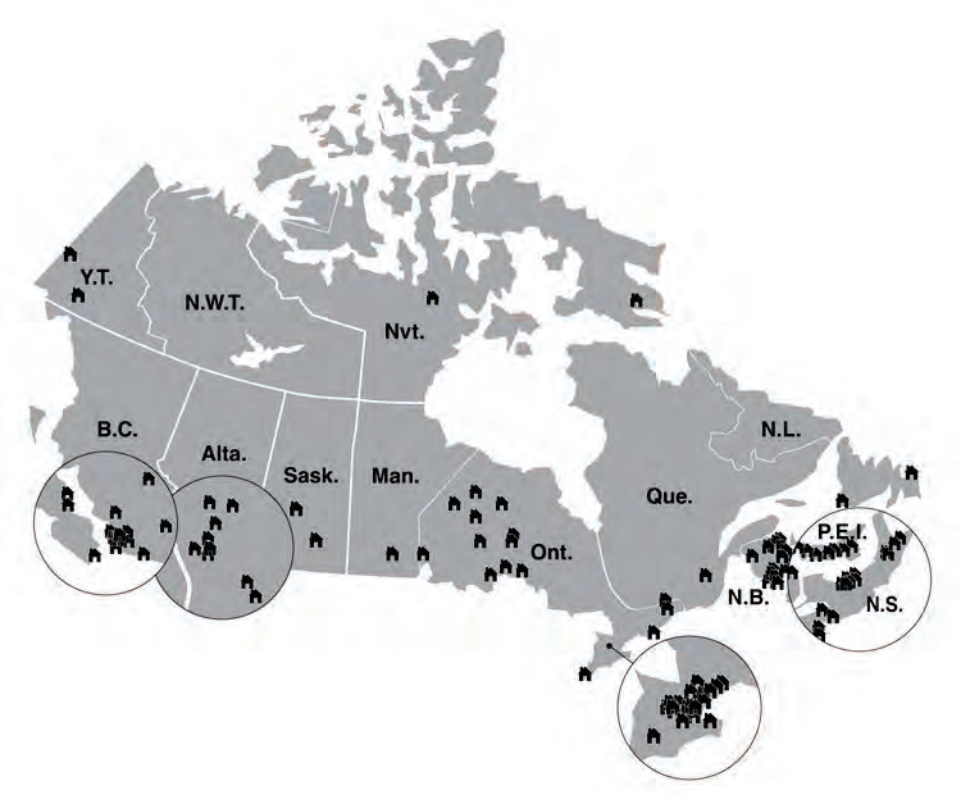 Y.T.
N.W.T.
Nvt.
B.C.
Alta.
Sask.
Man.
Ont.
Que.
N.L.
P.E.I.
N.B.
N.S.